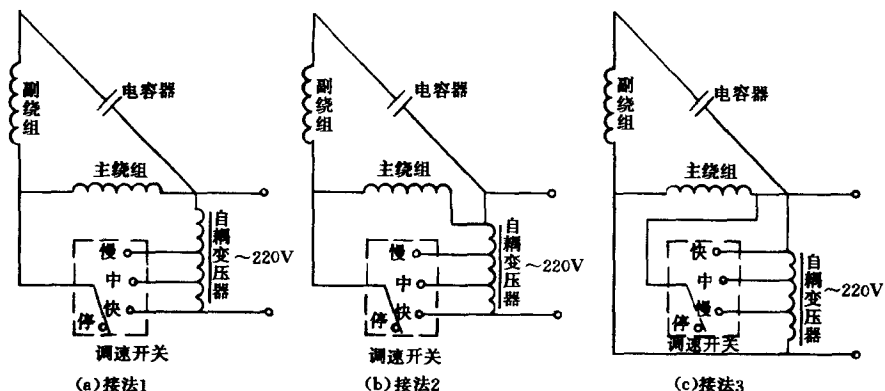 副绕组
电容器
主绕组
自耦变压器
~220V
慢
中
快
停
调速开关
(a)接法1
副绕组
电容器
主绕组
自耦变压器
~220V
慢
中
快
停
调速开关
(b)接法2
副绕组
电容器
主绕组
自耦变压器
~220V
快
中
慢
停
调速开关
(c)接法3